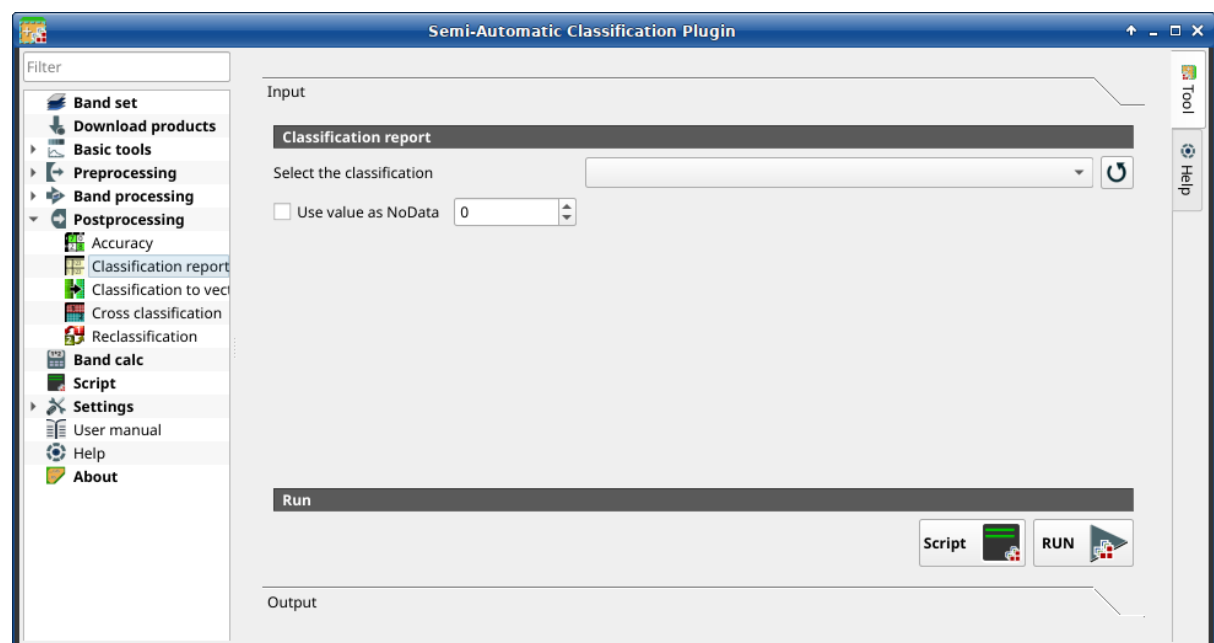 Semi-Automatic Classification Plugin
Filter
Band set
Download products
Basic tools
Preprocessing
Band processing
Postprocessing
Accuracy
Classification report
Classification to vect
Cross classification
Reclassification
Band calc
Script
Settings
User manual
Help
About
Input
Classification report
Select the classification
Use value as NoData 0
Run
Script RUN
Output
Tool
Help